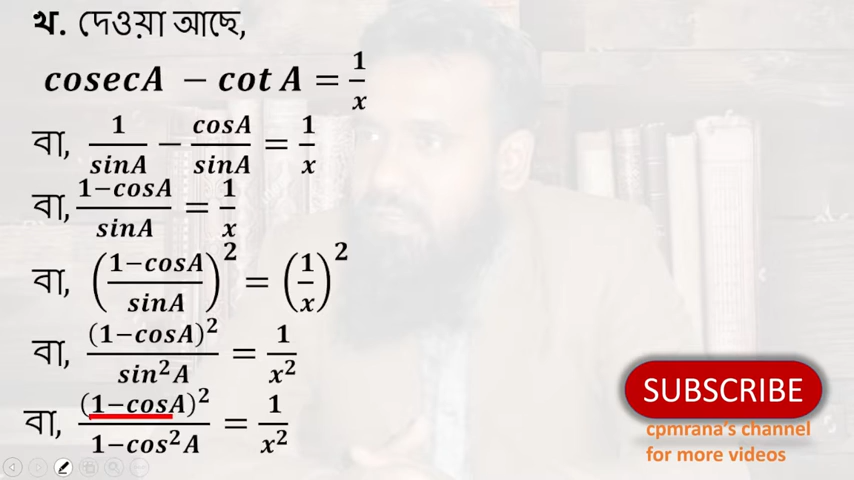 খ. দেওয়া আছে,
cosecA − cot A = 1/x
বা, 1/sinA − cosA/sinA = 1/x
বা, (1−cosA)/sinA = 1/x
বা, ((1−cosA)/sinA)² = (1/x)²
বা, (1−cosA)²/sin²A = 1/x²
বা, (1−cosA)²/(1−cos²A) = 1/x²
SUBSCRIBE
cpmrana's channel
for more videos